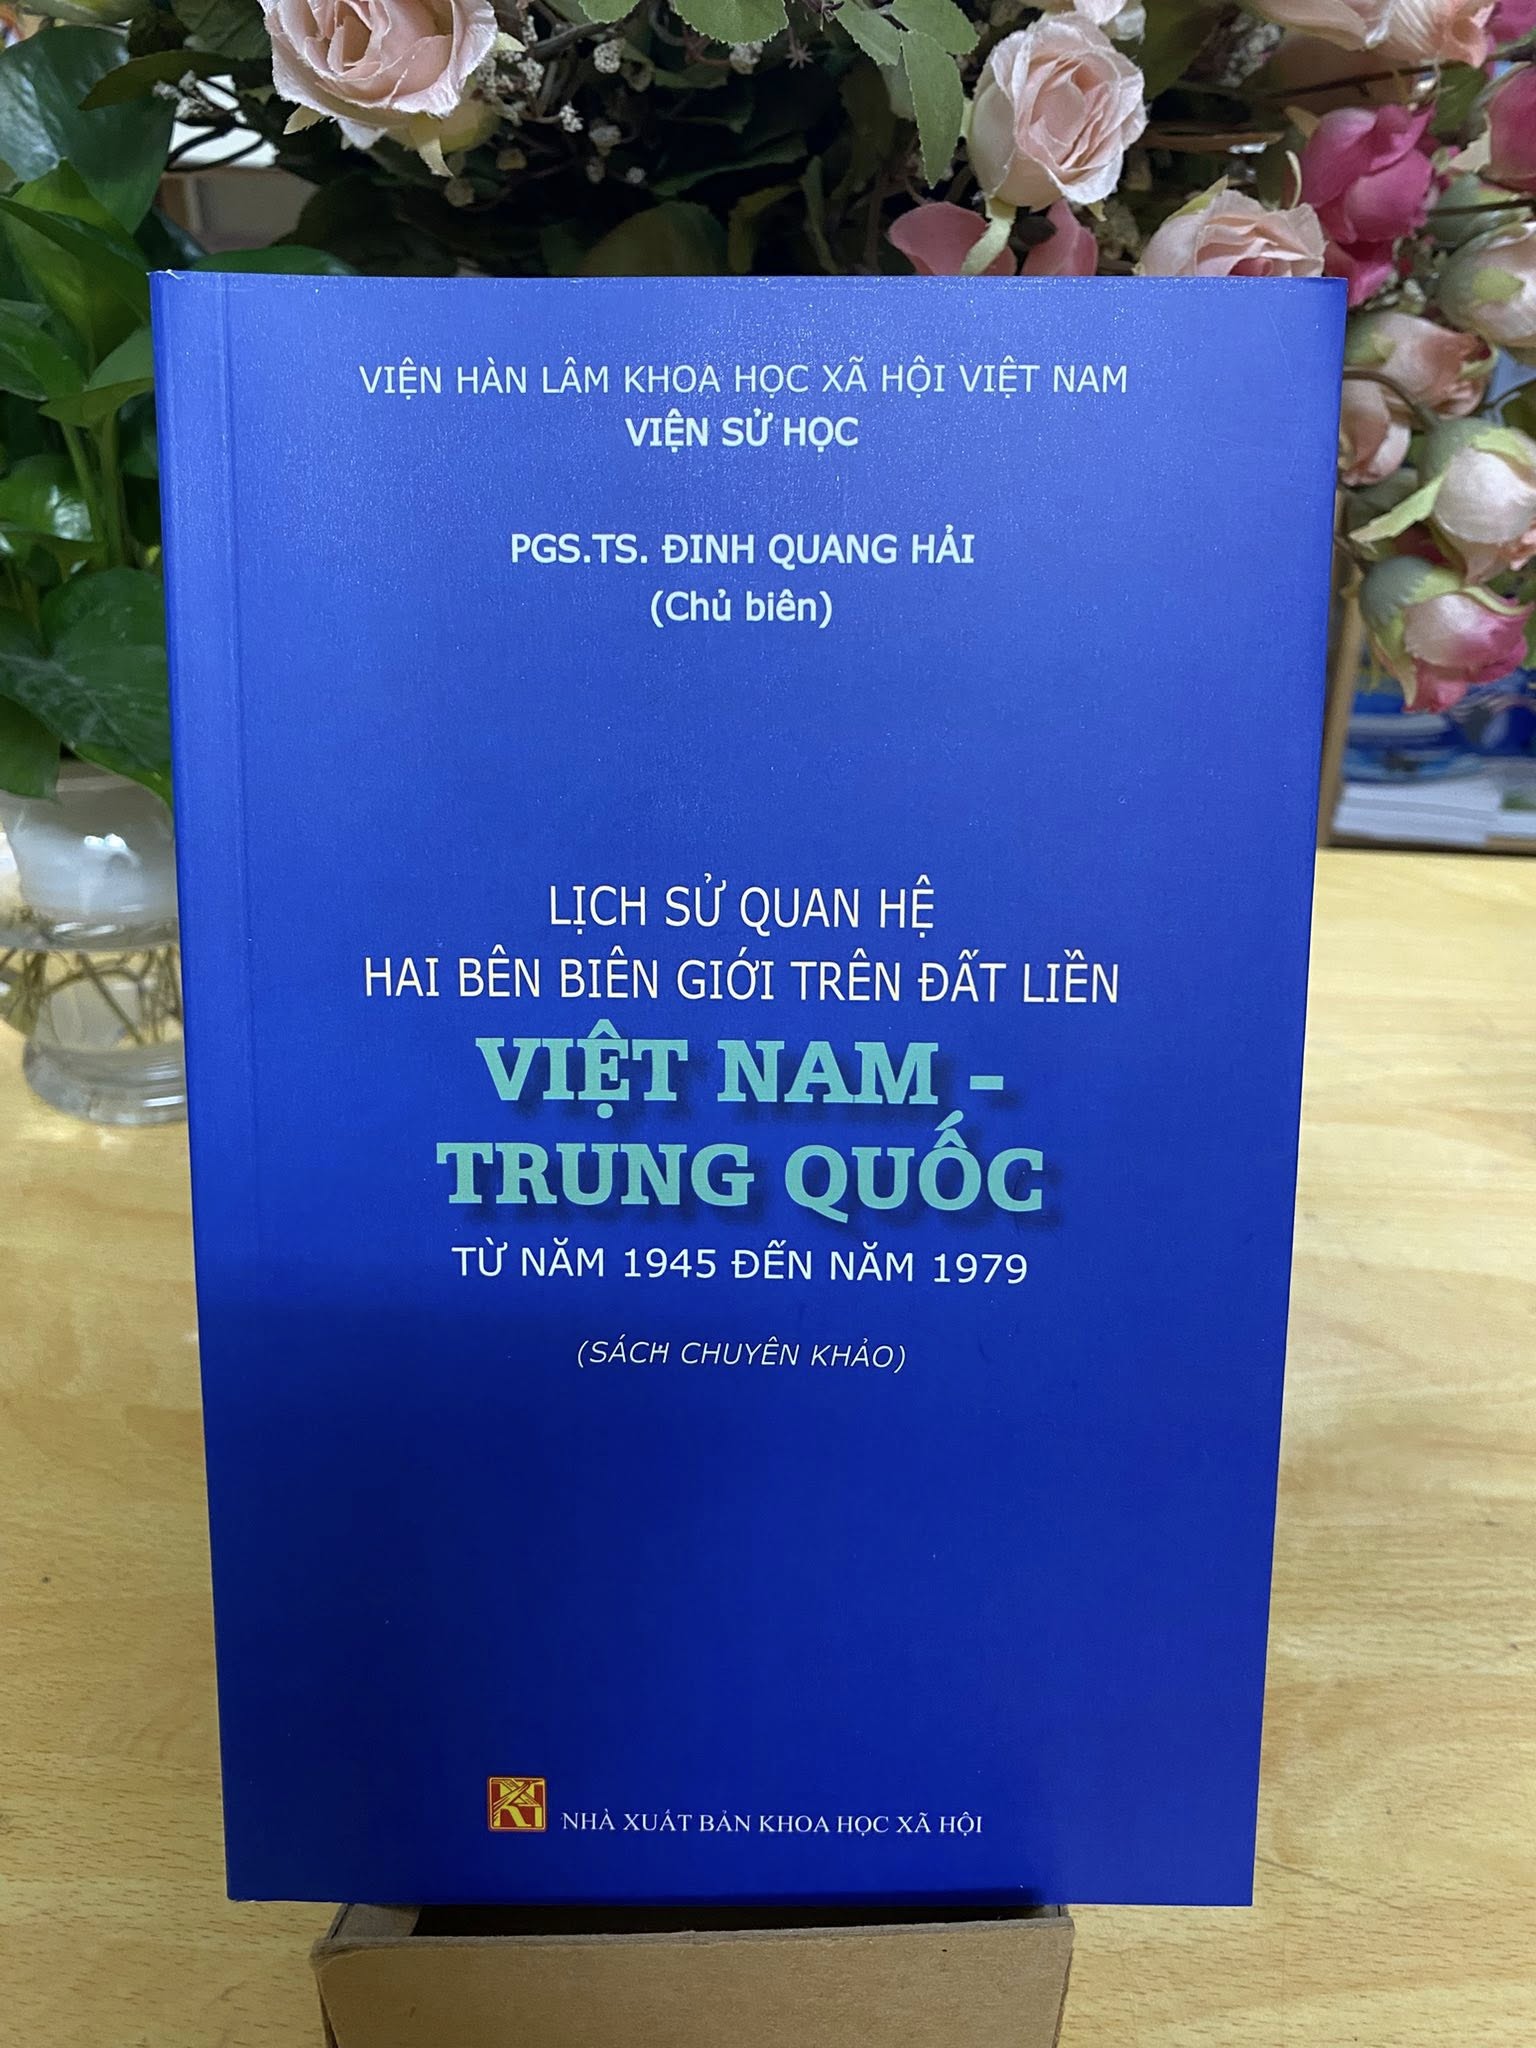 VIỆN HÀN LÂM KHOA HỌC XÃ HỘI VIỆT NAM
VIỆN SỬ HỌC
PGS.TS. ĐINH QUANG HẢI
(Chủ biên)
LỊCH SỬ QUAN HỆ
HAI BÊN BIÊN GIỚI TRÊN ĐẤT LIỀN
VIỆT NAM –
TRUNG QUỐC
TỪ NĂM 1945 ĐẾN NĂM 1979
(SÁCH CHUYÊN KHẢO)
NHÀ XUẤT BẢN KHOA HỌC XÃ HỘI